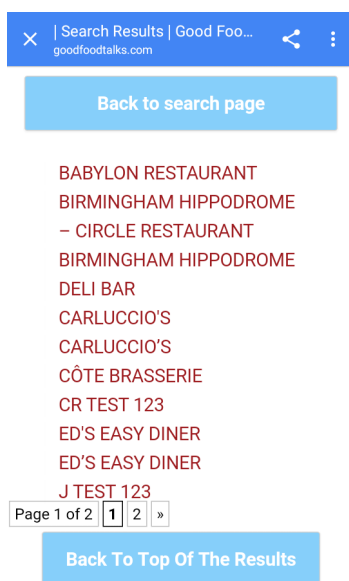 | Search Results | Good Foo...
goodfoodtalks.com
Back to search page
BABYLON RESTAURANT
BIRMINGHAM HIPPODROME
– CIRCLE RESTAURANT
BIRMINGHAM HIPPODROME
DELI BAR
CARLUCCIO'S
CARLUCCIO’S
CÔTE BRASSERIE
CR TEST 123
ED'S EASY DINER
ED’S EASY DINER
J TEST 123
Page 1 of 2 1 2 »
Back To Top Of The Results